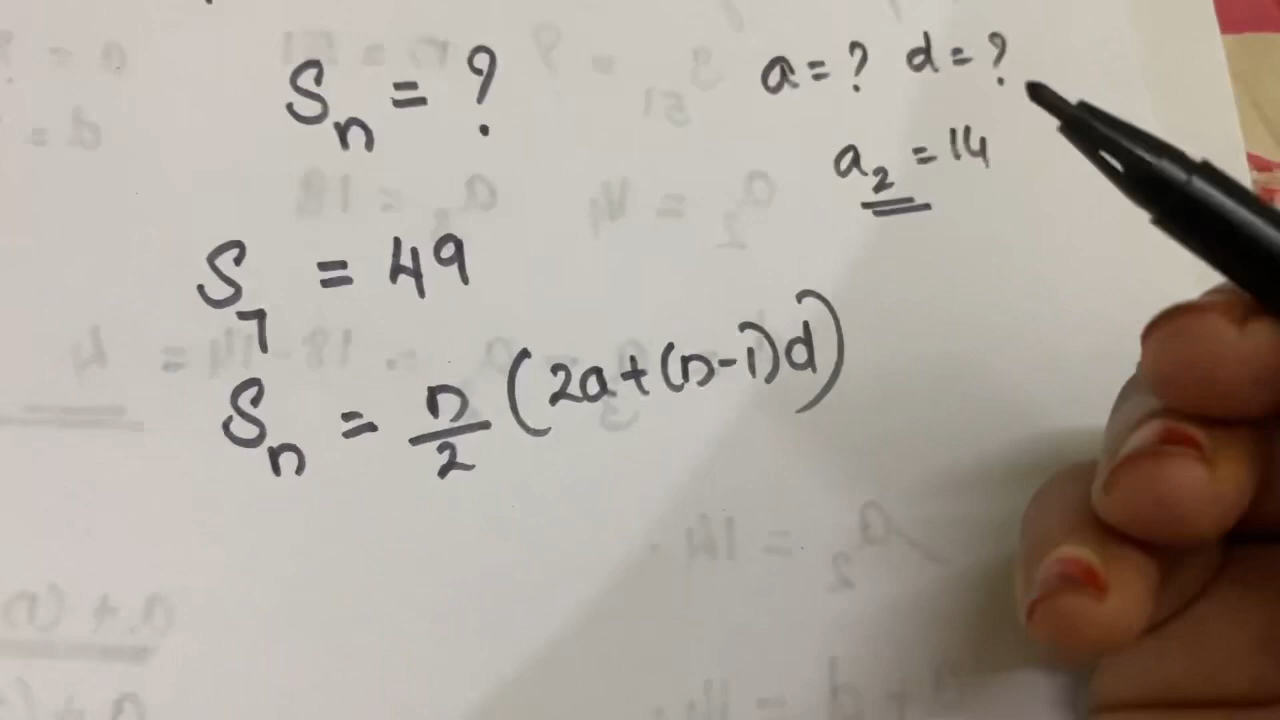 Sₙ = ?
a = ? d = ?
a₂ = 14
S₇ = 49
Sₙ = n/2 (2a+(n-1)d)